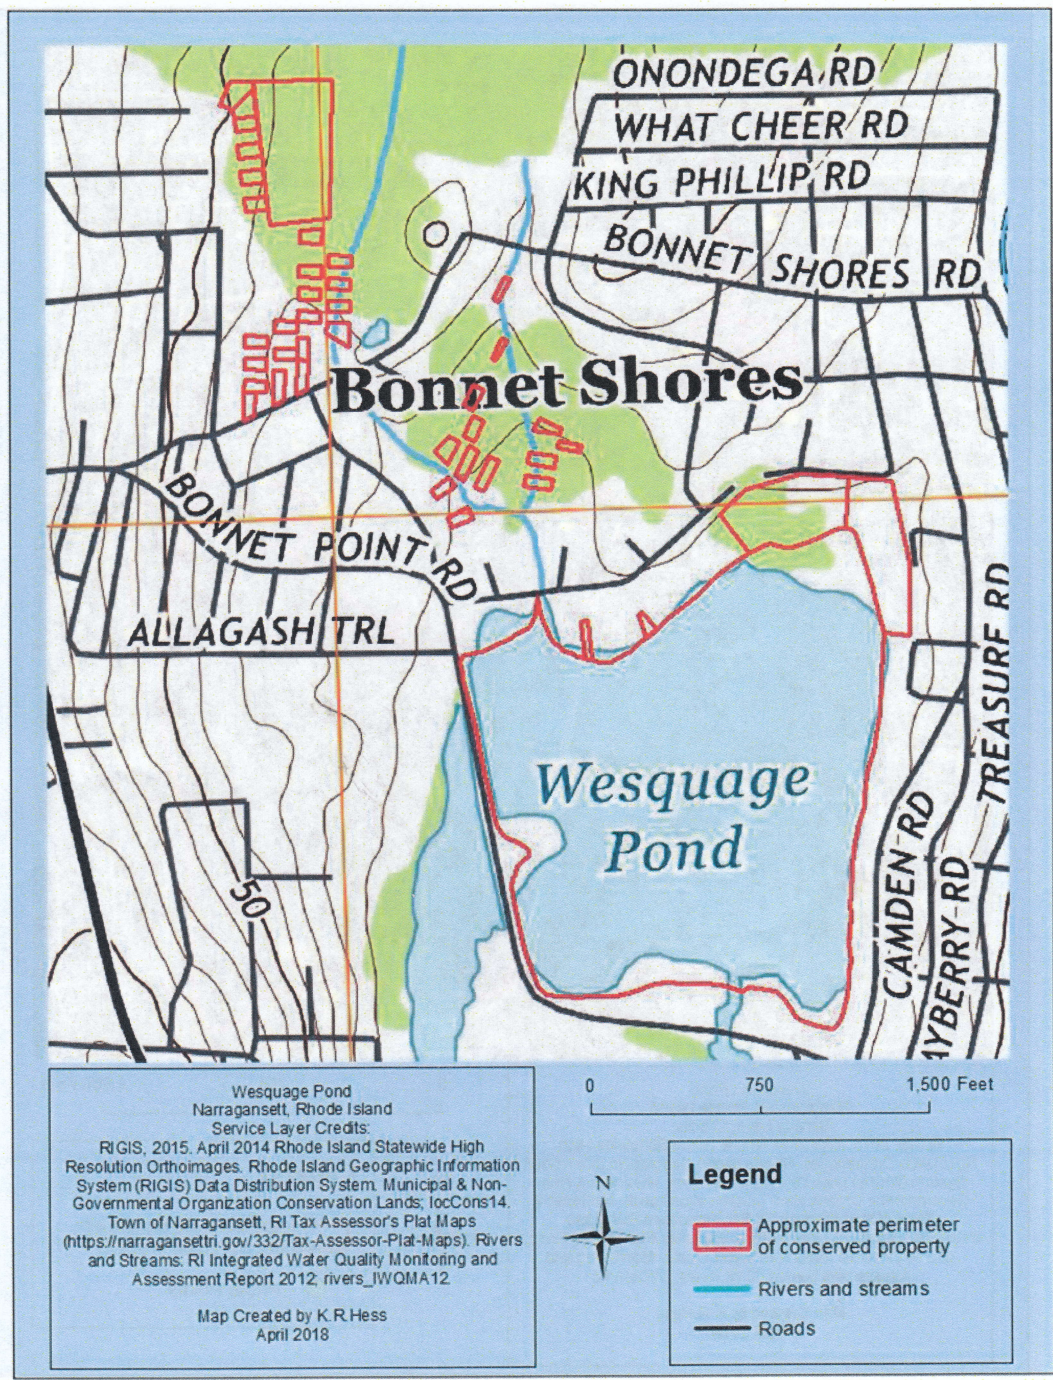 ONONDEGA RD
WHAT CHEER RD
KING PHILLIP RD
BONNET SHORES RD
Bonnet Shores
BONNET POINT RD
ALLAGASH TRL
TREASURF RD
Wesquage
Pond
CAMDEN RD
AYBERRY RD
50
Wesquage Pond
Narragansett, Rhode Island
Service Layer Credits:
RIGIS, 2015. April 2014 Rhode Island Statewide High
Resolution Orthoimages. Rhode Island Geographic Information
System (RIGIS) Data Distribution System. Municipal & Non-
Governmental Organization Conservation Lands; locCons14.
Town of Narragansett, RI Tax Assessor's Plat Maps
(https://narragansettri.gov/332/Tax-Assessor-Plat-Maps). Rivers
and Streams: RI Integrated Water Quality Monitoring and
Assessment Report 2012; rivers_IWQMA12
Map Created by K.R.Hess
April 2018
0 750 1,500 Feet
N
Legend
Approximate perimeter
of conserved property
Rivers and streams
Roads